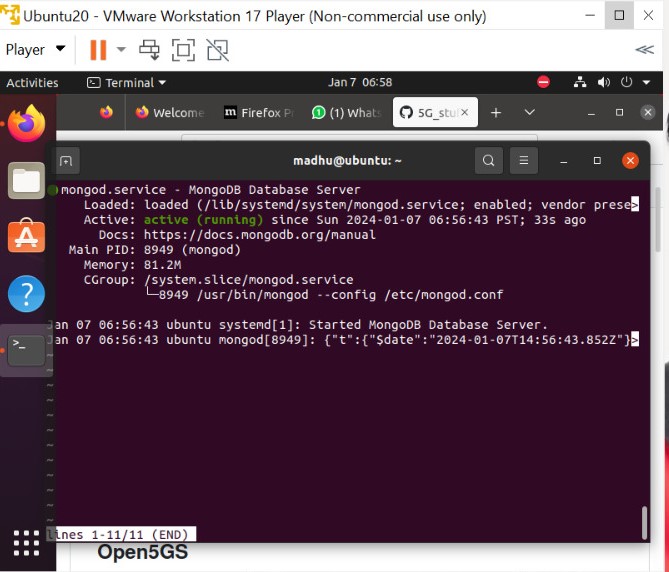 Ubuntu20 - VMware Workstation 17 Player (Non-commercial use only)
Player
Activities
Terminal
Jan 7 06:58
Welcome
Firefox Pr
(1) Whats
5G_stu
madhu@ubuntu: ~
mongod.service - MongoDB Database Server
Loaded: loaded (/lib/systemd/system/mongod.service; enabled; vendor prese>
Active: active (running) since Sun 2024-01-07 06:56:43 PST; 33s ago
Docs: https://docs.mongodb.org/manual
Main PID: 8949 (mongod)
Memory: 81.2M
CGroup: /system.slice/mongod.service
└─8949 /usr/bin/mongod --config /etc/mongod.conf
Jan 07 06:56:43 ubuntu systemd[1]: Started MongoDB Database Server.
Jan 07 06:56:43 ubuntu mongod[8949]: {"t":{"$date":"2024-01-07T14:56:43.852Z"}>
~
~
~
~
~
~
~
~
~
~
lines 1-11/11 (END)
Open5GS